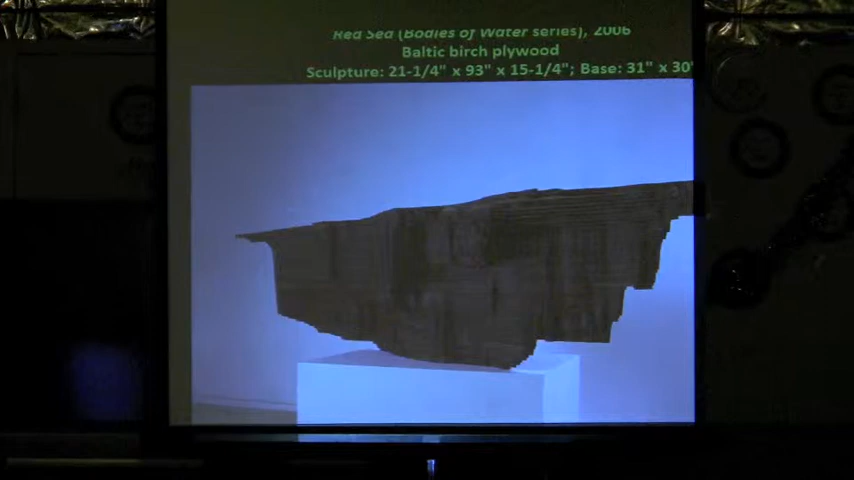 Red Sea (Bodies of Water series), 2006
Baltic birch plywood
Sculpture: 21-1/4" x 93" x 15-1/4"; Base: 31" x 30"